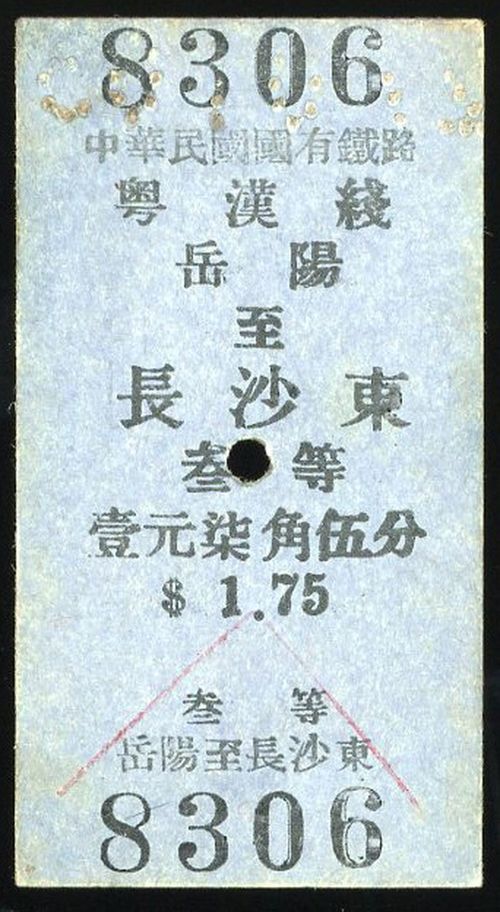 8306
中華民國國有鐵路
粤漢綫
岳陽
至
長沙東
叁等
壹元柒角伍分
$ 1.75
叁等
岳陽至長沙東
8306